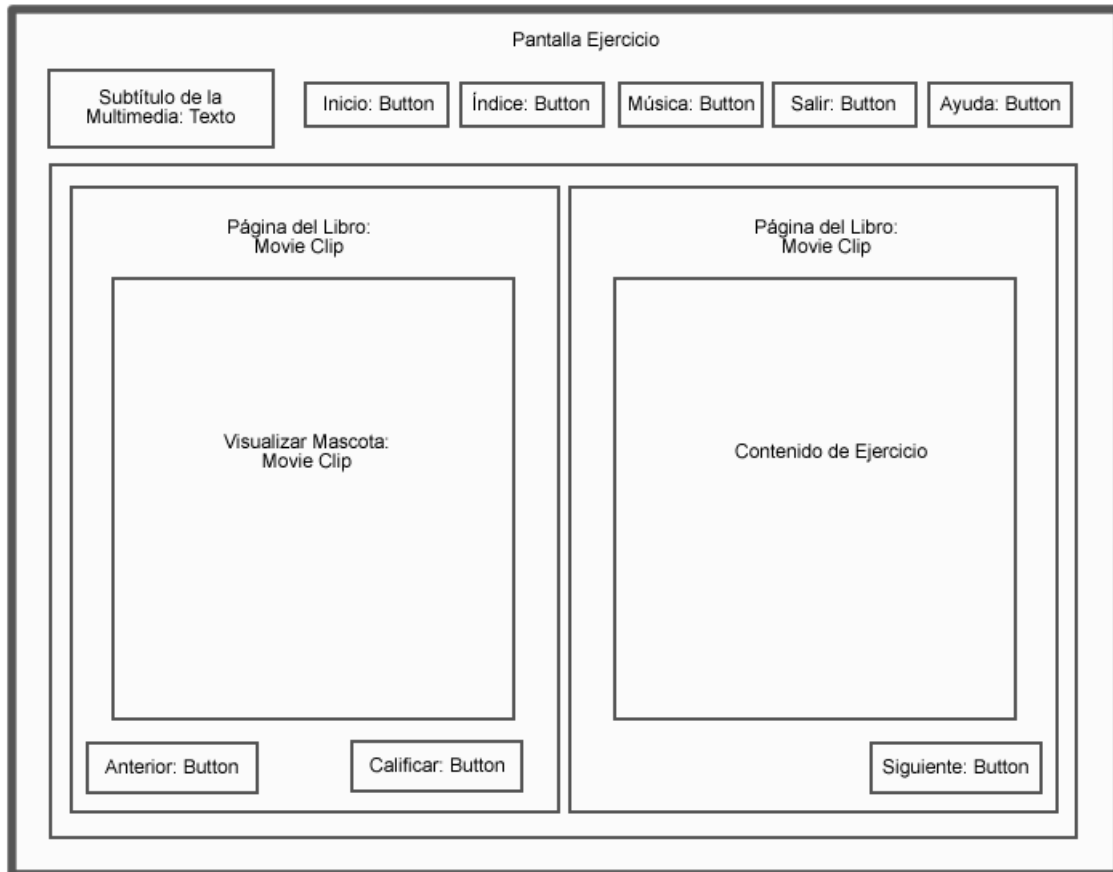 Pantalla Ejercicio
Subtítulo de la
Multimedia: Texto
Inicio: Button
Índice: Button
Música: Button
Salir: Button
Ayuda: Button
Página del Libro:
Movie Clip
Visualizar Mascota:
Movie Clip
Anterior: Button
Calificar: Button
Página del Libro:
Movie Clip
Contenido de Ejercicio
Siguiente: Button